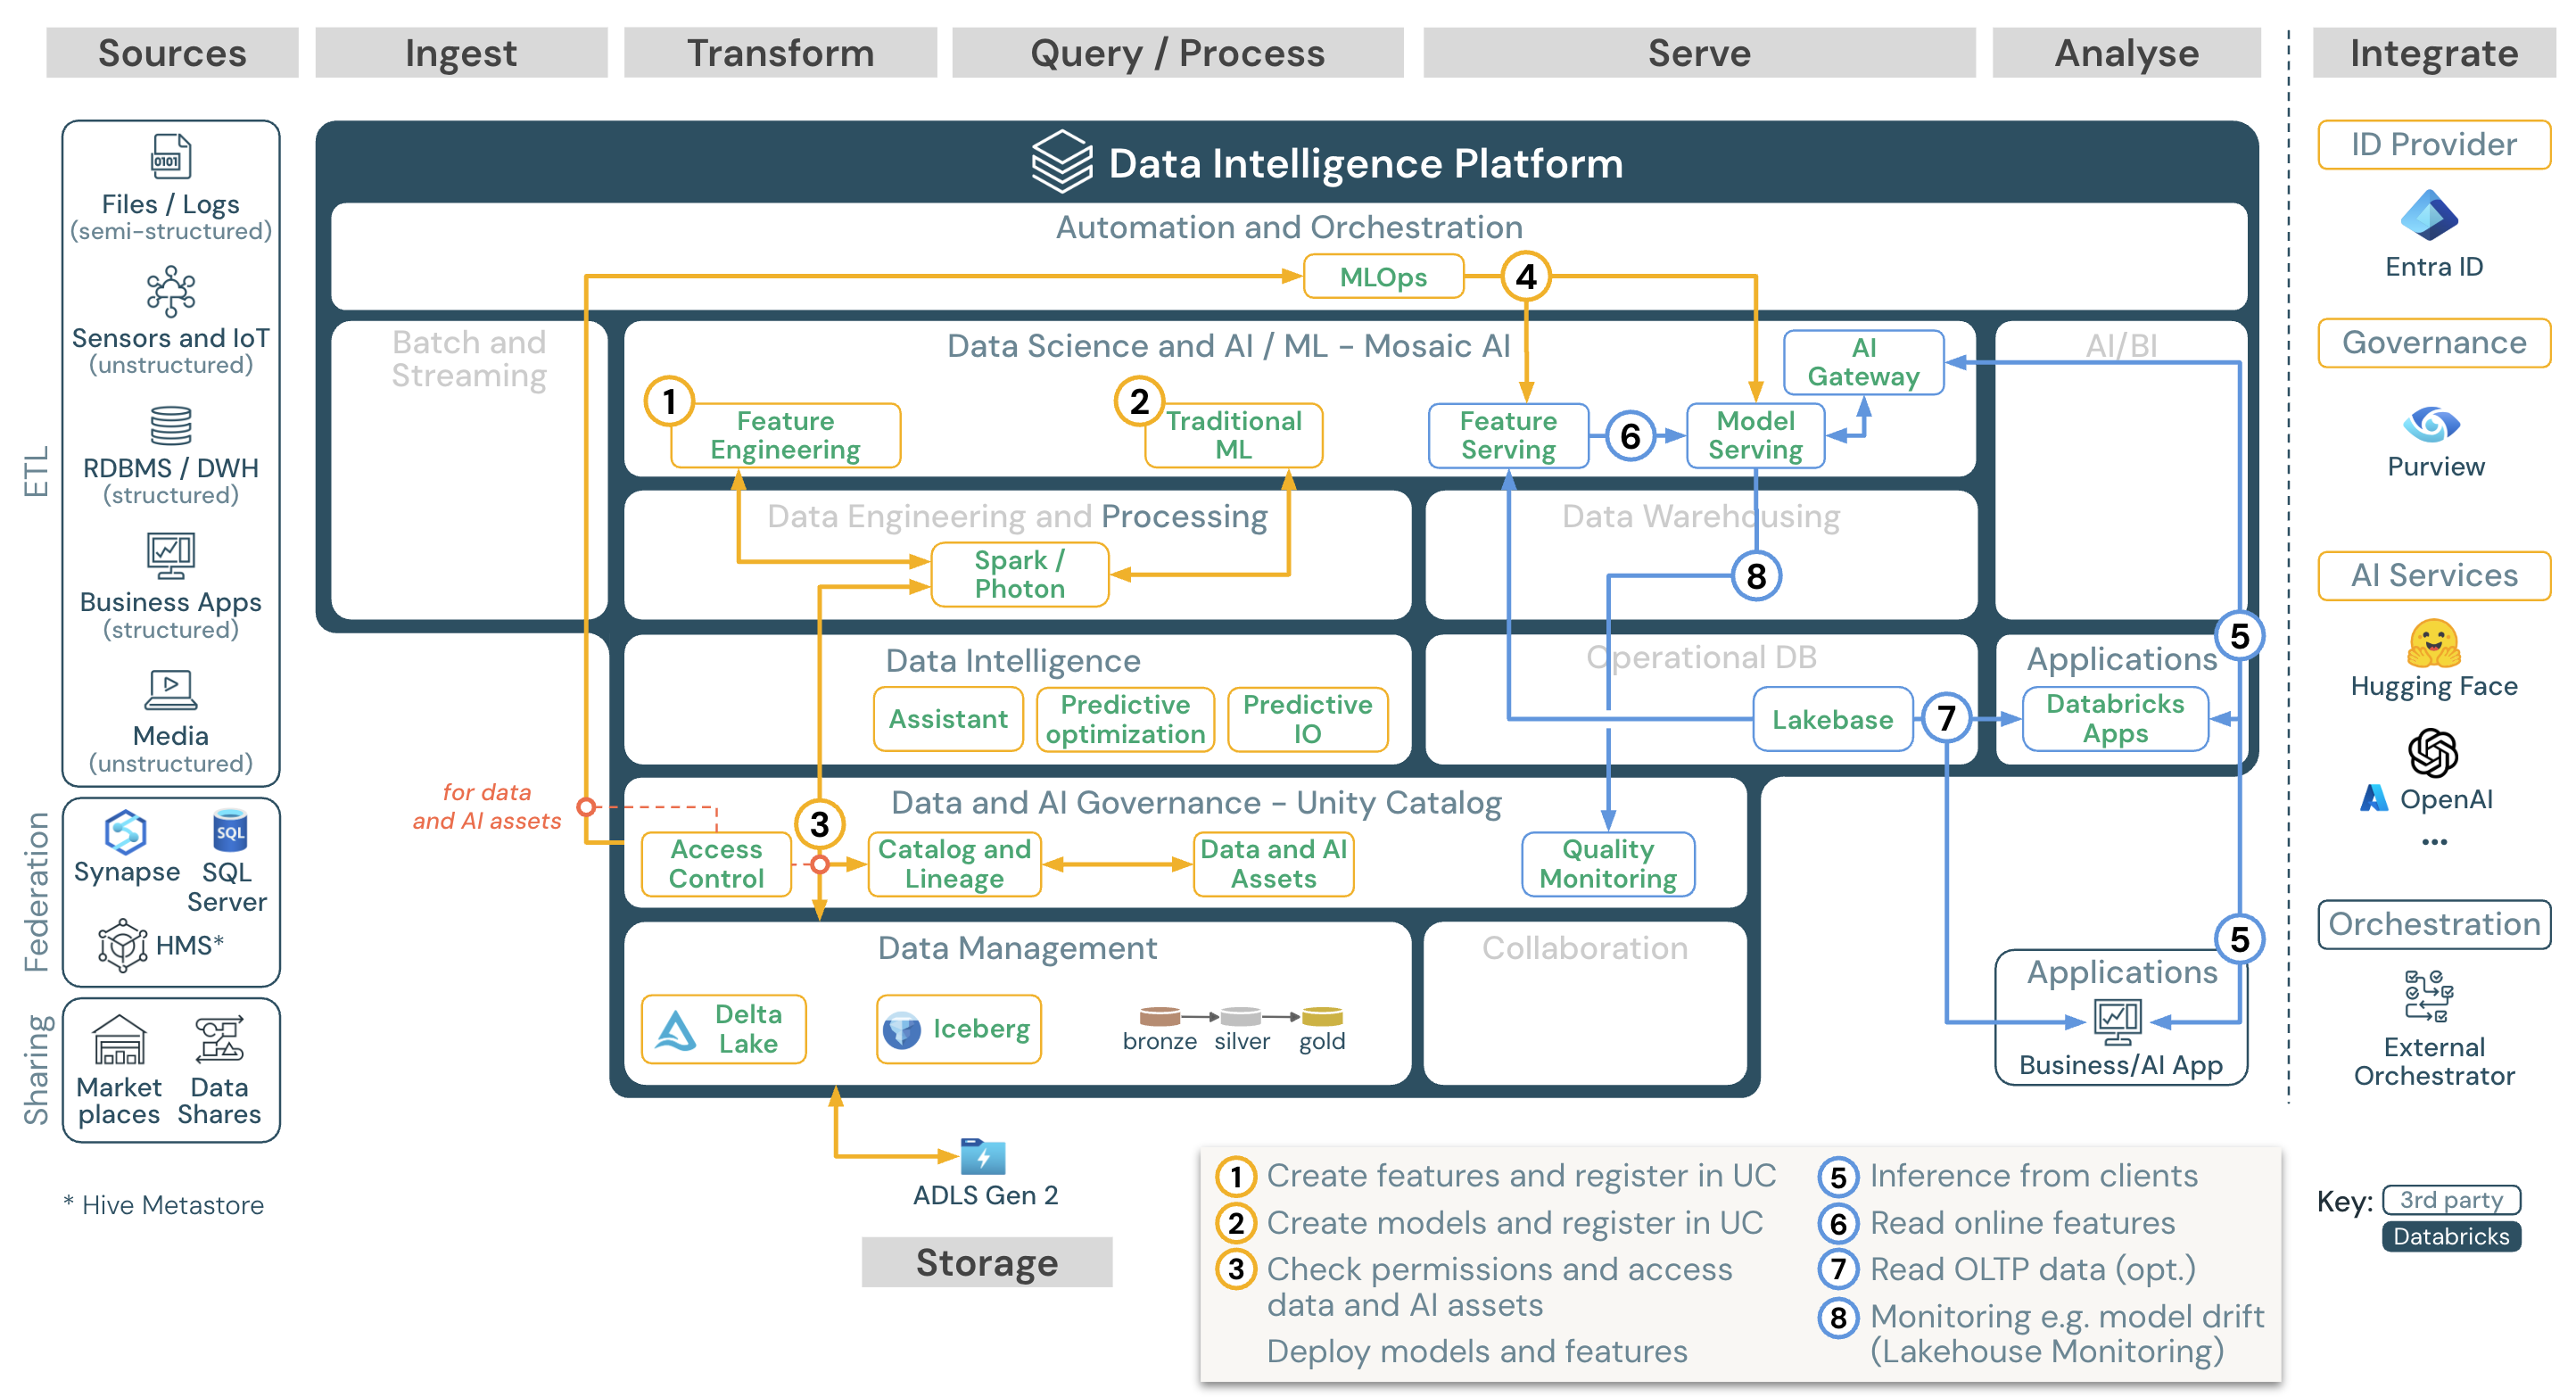 Sources
Ingest
Transform
Query / Process
Serve
Analyse
Integrate
ETL
Files / Logs
(semi-structured)
Sensors and IoT
(unstructured)
RDBMS / DWH
(structured)
Business Apps
(structured)
Media
(unstructured)
Federation
Synapse
SQL
SQL
Server
HMS*
Sharing
Market
places
Data
Shares
* Hive Metastore
Data Intelligence Platform
Automation and Orchestration
MLOps
4
Batch and
Streaming
Data Science and AI / ML - Mosaic AI
1
Feature
Engineering
2
Traditional
ML
Feature
Serving
6
Model
Serving
AI
Gateway
AI/BI
Data Engineering and Processing
Spark /
Photon
Data Warehousing
8
5
Data Intelligence
Assistant
Predictive
optimization
Predictive
IO
Operational DB
Lakebase
7
Applications
Databricks
Apps
for data
and AI assets
Data and AI Governance - Unity Catalog
3
Access
Control
Catalog and
Lineage
Data and AI
Assets
Quality
Monitoring
Data Management
Delta
Lake
Iceberg
bronze
silver
gold
Collaboration
5
Applications
Business/AI App
ADLS Gen 2
Storage
1 Create features and register in UC
2 Create models and register in UC
3 Check permissions and access
data and AI assets
Deploy models and features
5 Inference from clients
6 Read online features
7 Read OLTP data (opt.)
8 Monitoring e.g. model drift
(Lakehouse Monitoring)
ID Provider
Entra ID
Governance
Purview
AI Services
Hugging Face
OpenAI
...
Orchestration
External
Orchestrator
Key: 3rd party
Databricks
0101